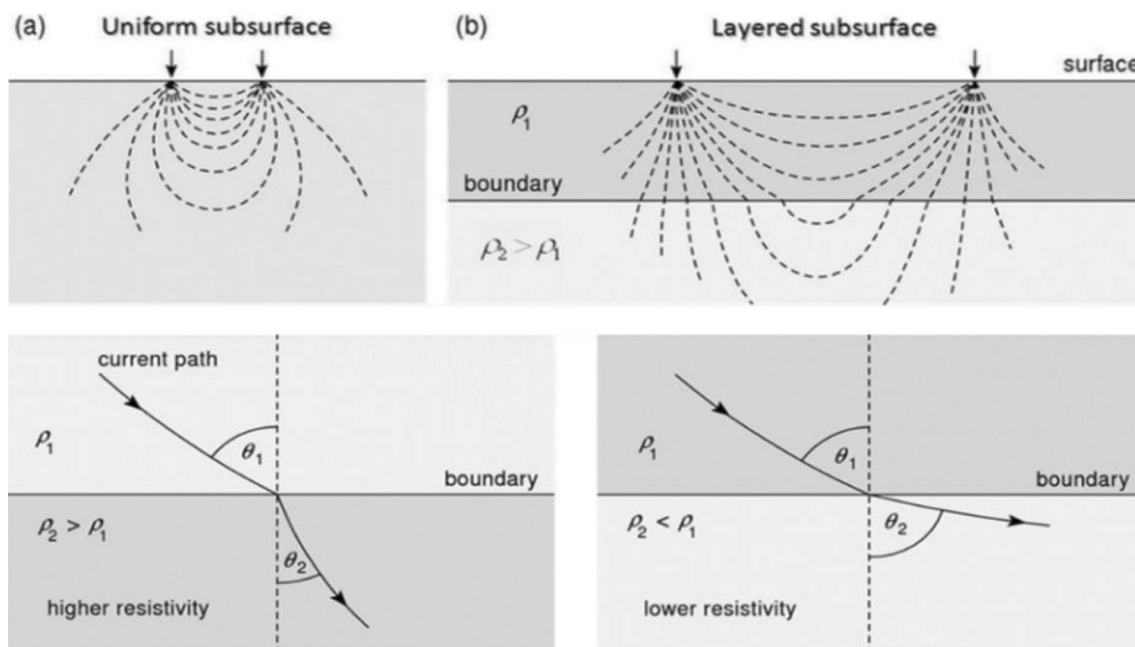 (a) Uniform subsurface
(b) Layered subsurface
surface
ρ₁
boundary
ρ₂ > ρ₁
current path
θ₁
ρ₁
boundary
ρ₂ > ρ₁
θ₂
higher resistivity
θ₁
ρ₁
boundary
ρ₂ < ρ₁
θ₂
lower resistivity